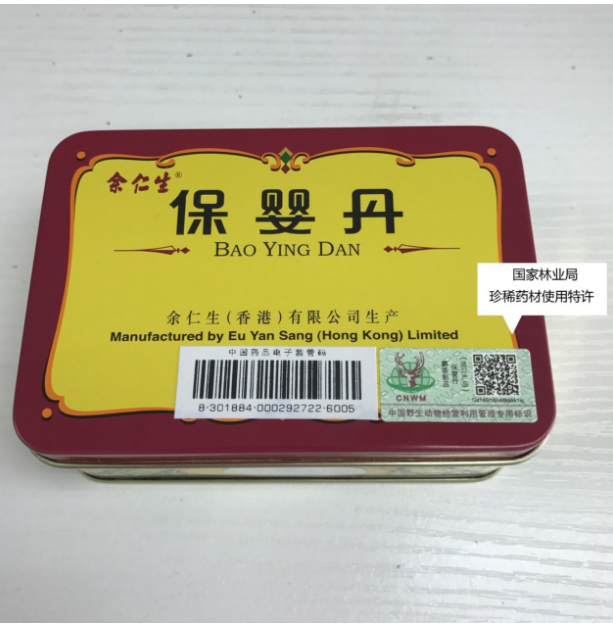 余仁生®
保婴丹
BAO YING DAN
余仁生(香港)有限公司生产
Manufactured by Eu Yan Sang (Hong Kong) Limited
国家林业局
珍稀药材使用特许
中国药品电子监管码
8-301884-000292722-6005
CNWM
保婴丹
中国野生动物经营利用管理专用标识